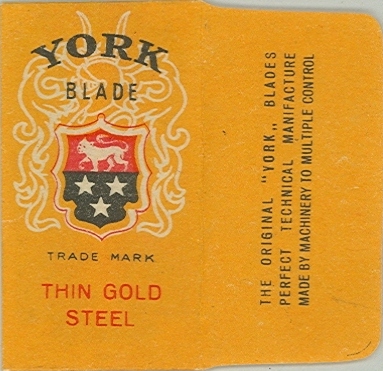 YORK
BLADE
TRADE MARK
THIN GOLD
STEEL
THE ORIGINAL "YORK„ BLADES
PERFECT TECHNICAL MANIFACTURE
MADE BY MACHINERY TO MULTIPLE CONTROL